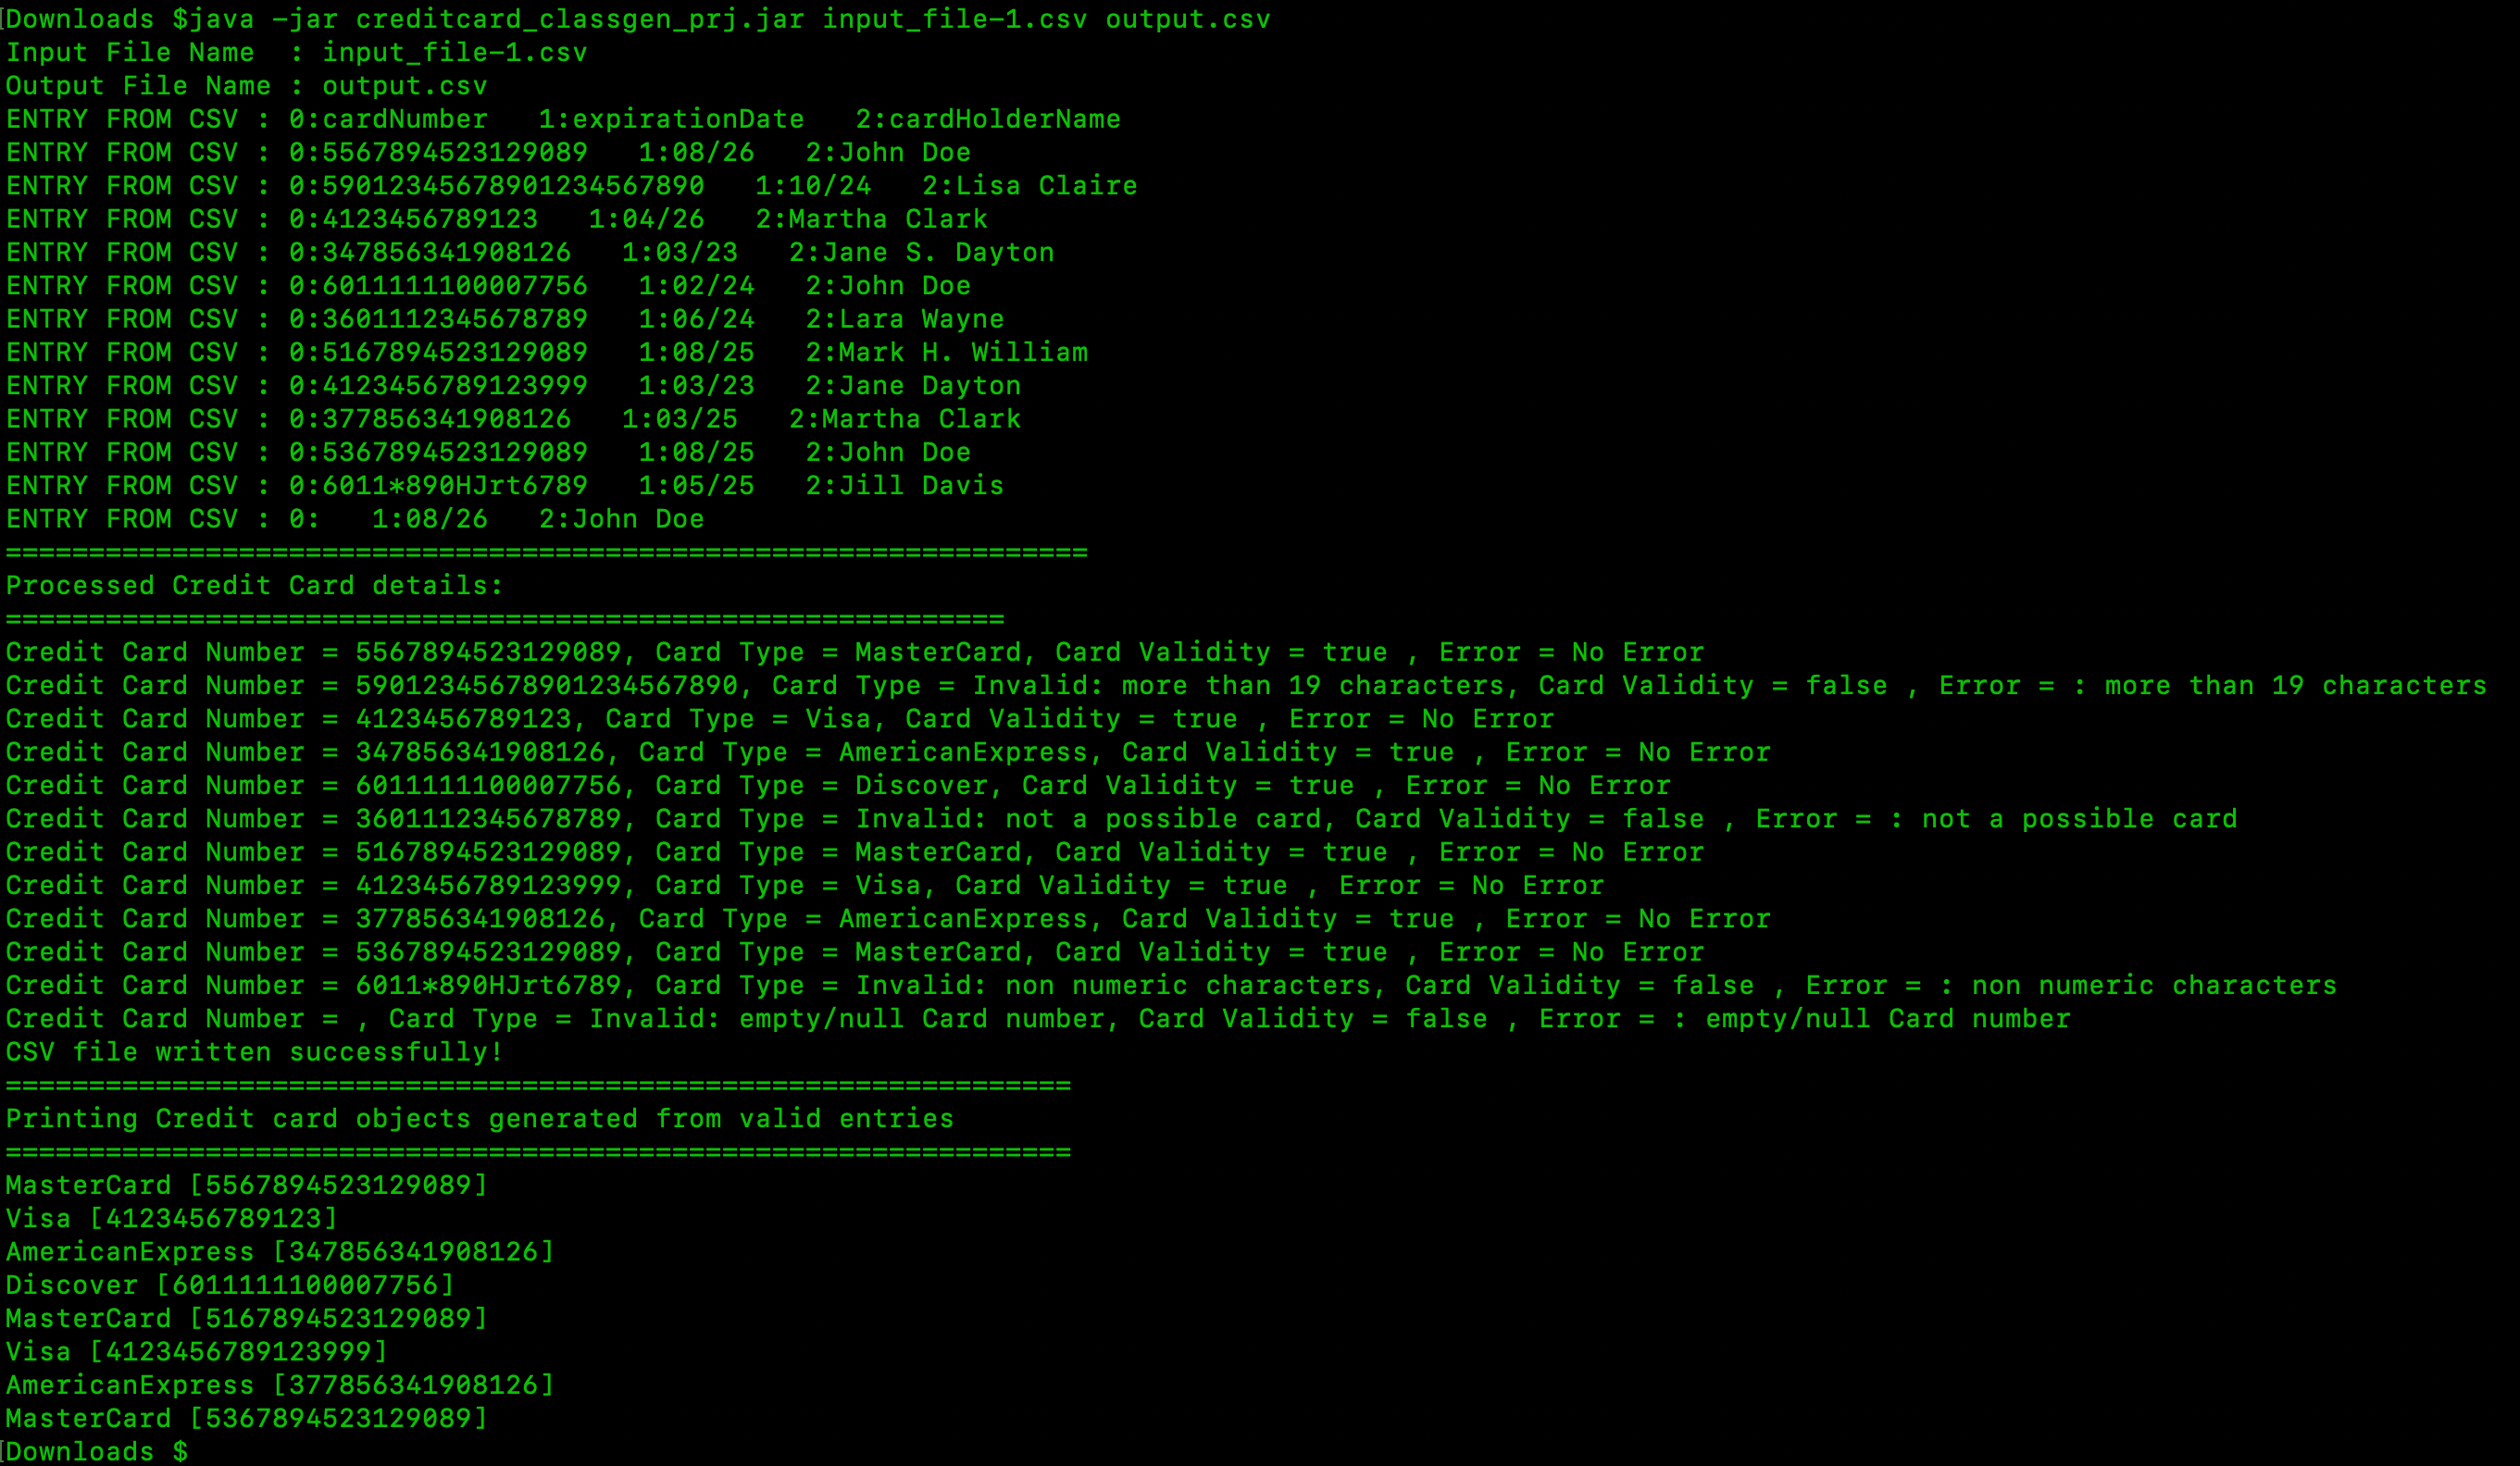 Downloads $java -jar creditcard_classgen_prj.jar input_file-1.csv output.csv
Input File Name  : input_file-1.csv
Output File Name : output.csv
ENTRY FROM CSV : 0:cardNumber   1:expirationDate   2:cardHolderName
ENTRY FROM CSV : 0:5567894523129089   1:08/26   2:John Doe
ENTRY FROM CSV : 0:59012345678901234567890   1:10/24   2:Lisa Claire
ENTRY FROM CSV : 0:4123456789123   1:04/26   2:Martha Clark
ENTRY FROM CSV : 0:347856341908126   1:03/23   2:Jane S. Dayton
ENTRY FROM CSV : 0:6011111100007756   1:02/24   2:John Doe
ENTRY FROM CSV : 0:3601112345678789   1:06/24   2:Lara Wayne
ENTRY FROM CSV : 0:5167894523129089   1:08/25   2:Mark H. William
ENTRY FROM CSV : 0:4123456789123999   1:03/23   2:Jane Dayton
ENTRY FROM CSV : 0:377856341908126   1:03/25   2:Martha Clark
ENTRY FROM CSV : 0:5367894523129089   1:08/25   2:John Doe
ENTRY FROM CSV : 0:6011*890HJrt6789   1:05/25   2:Jill Davis
ENTRY FROM CSV : 0:   1:08/26   2:John Doe
=================================================================
Processed Credit Card details:
============================================================
Credit Card Number = 5567894523129089, Card Type = MasterCard, Card Validity = true , Error = No Error
Credit Card Number = 59012345678901234567890, Card Type = Invalid: more than 19 characters, Card Validity = false , Error = : more than 19 characters
Credit Card Number = 4123456789123, Card Type = Visa, Card Validity = true , Error = No Error
Credit Card Number = 347856341908126, Card Type = AmericanExpress, Card Validity = true , Error = No Error
Credit Card Number = 6011111100007756, Card Type = Discover, Card Validity = true , Error = No Error
Credit Card Number = 3601112345678789, Card Type = Invalid: not a possible card, Card Validity = false , Error = : not a possible card
Credit Card Number = 5167894523129089, Card Type = MasterCard, Card Validity = true , Error = No Error
Credit Card Number = 4123456789123999, Card Type = Visa, Card Validity = true , Error = No Error
Credit Card Number = 377856341908126, Card Type = AmericanExpress, Card Validity = true , Error = No Error
Credit Card Number = 5367894523129089, Card Type = MasterCard, Card Validity = true , Error = No Error
Credit Card Number = 6011*890HJrt6789, Card Type = Invalid: non numeric characters, Card Validity = false , Error = : non numeric characters
Credit Card Number = , Card Type = Invalid: empty/null Card number, Card Validity = false , Error = : empty/null Card number
CSV file written successfully!
================================================================
Printing Credit card objects generated from valid entries
================================================================
MasterCard [5567894523129089]
Visa [4123456789123]
AmericanExpress [347856341908126]
Discover [6011111100007756]
MasterCard [5167894523129089]
Visa [4123456789123999]
AmericanExpress [377856341908126]
MasterCard [5367894523129089]
Downloads $